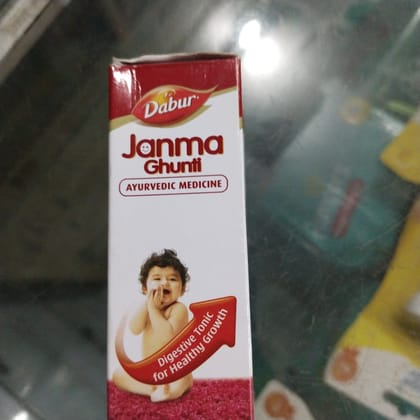 Dabur
Janma
Ghunti
AYURVEDIC MEDICINE
Digestive Tonic
for Healthy Growth